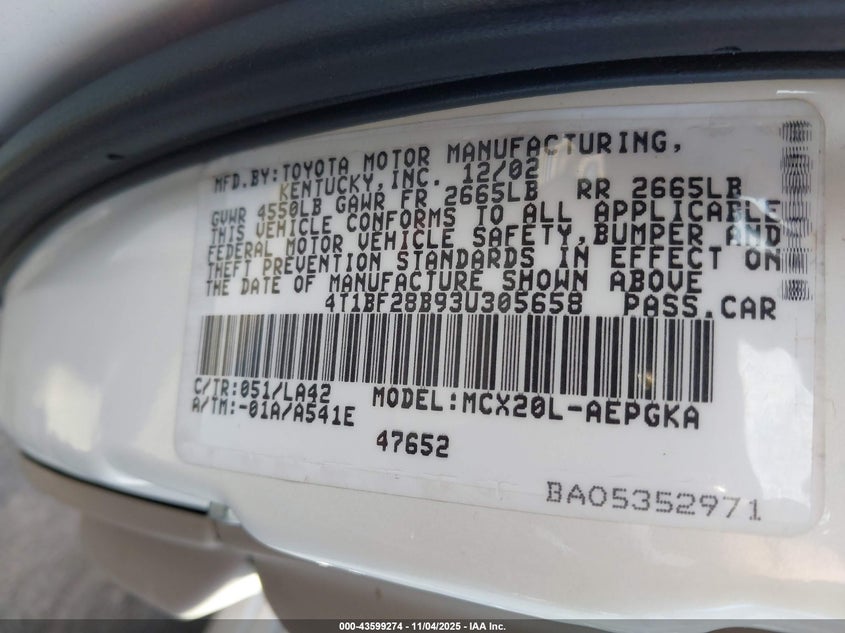 MFD.BY:TOYOTA MOTOR MANUFACTURING,
KENTUCKY,INC. 12/02
GVWR 4550LB GAWR FR 2665LB RR 2665LB
THIS VEHICLE CONFORMS TO ALL APPLICABLE
FEDERAL MOTOR VEHICLE SAFETY,BUMPER AND
THEFT PREVENTION STANDARDS IN EFFECT ON
THE DATE OF MANUFACTURE SHOWN ABOVE
4T1BF28B93U305658 PASS.CAR
C/TR:051/LA42 MODEL:MCX20L-AEPGKA
A/TM:-01A/A541E
47652
BA05352971
000-43599274 - 11/04/2025 - IAA Inc.